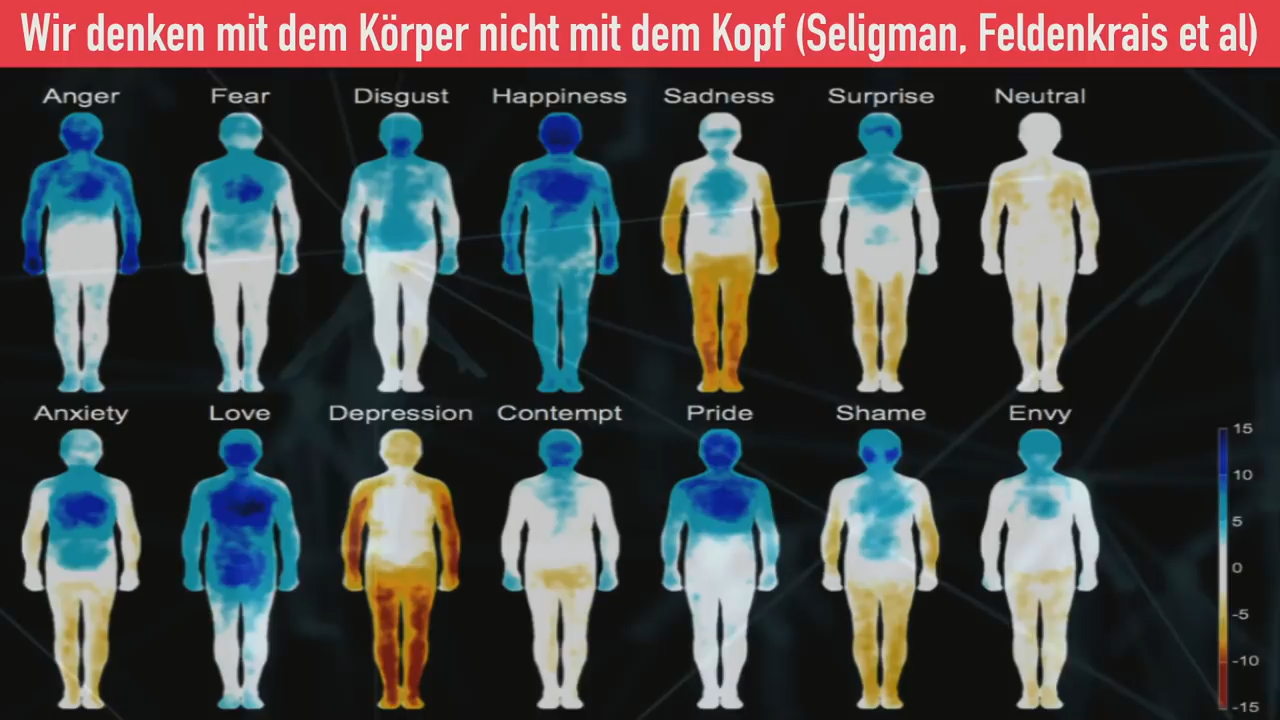 Wir denken mit dem Körper nicht mit dem Kopf (Seligman, Feldenkrais et al)
Anger Fear Disgust Happiness Sadness Surprise Neutral
Anxiety Love Depression Contempt Pride Shame Envy
15
10
5
0
-5
-10
-15